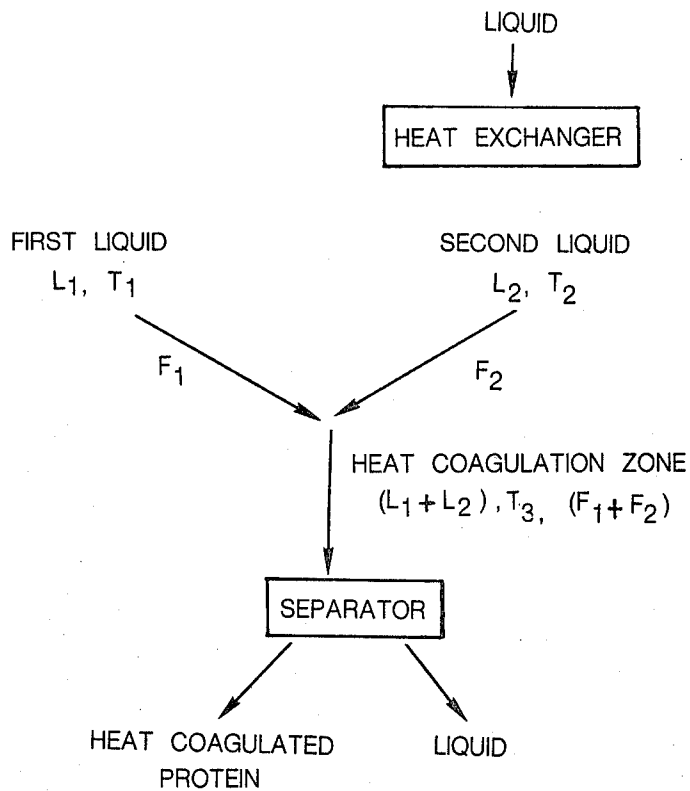 LIQUID
HEAT EXCHANGER
FIRST LIQUID
L1, T1
SECOND LIQUID
L2, T2
F1
F2
HEAT COAGULATION ZONE
(L1+L2), T3, (F1+F2)
SEPARATOR
HEAT COAGULATED
PROTEIN
LIQUID